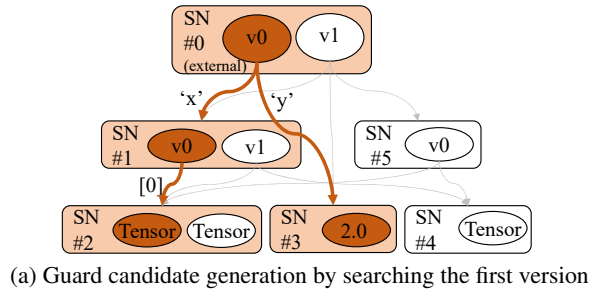 SN
#0
(external)
v0
v1
'x'
'y'
SN
#1
v0
v1
SN
#5
v0
[0]
SN
#2
Tensor
Tensor
SN
#3
2.0
SN
#4
Tensor
(a) Guard candidate generation by searching the first version